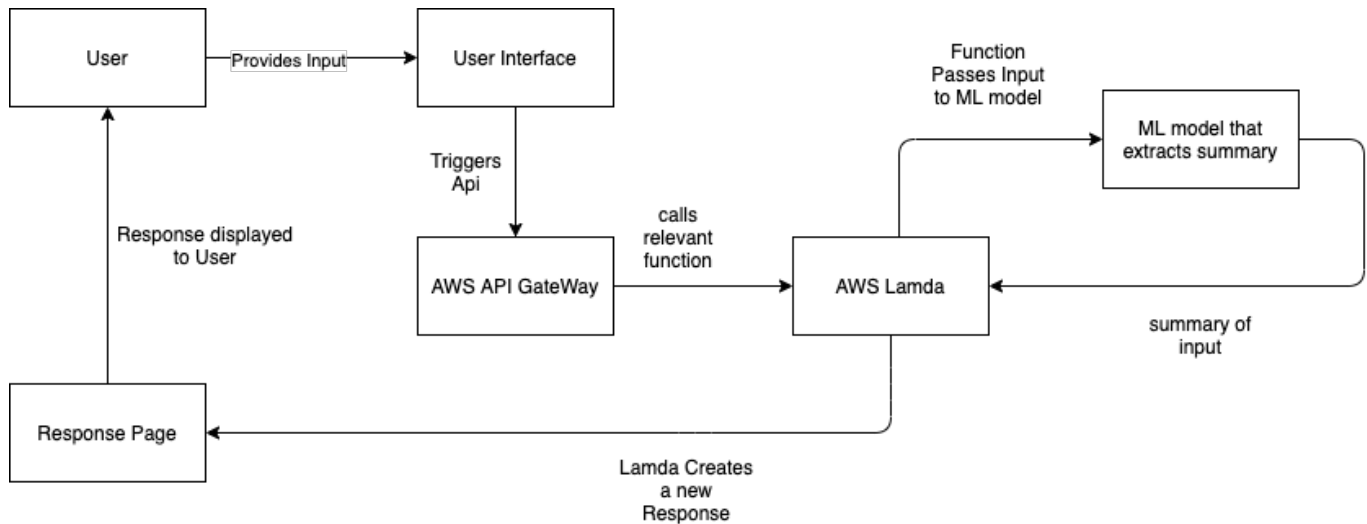 User
Provides Input
User Interface
Function
Passes Input
to ML model
ML model that
extracts summary
Triggers
Api
calls
relevant
function
Response displayed
to User
AWS API GateWay
AWS Lamda
summary of
input
Response Page
Lamda Creates
a new
Response